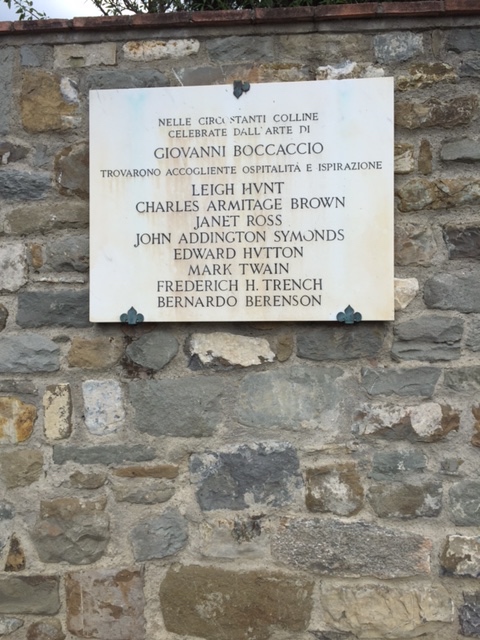 NELLE CIRCOSTANTI COLLINE
CELEBRATE DALL'ARTE DI
GIOVANNI BOCCACCIO
TROVARONO ACCOGLIENTE OSPITALITÀ E ISPIRAZIONE
LEIGH HVNT
CHARLES ARMITAGE BROWN
JANET ROSS
JOHN ADDINGTON SYMONDS
EDWARD HVTTON
MARK TWAIN
FREDERICH H. TRENCH
BERNARDO BERENSON